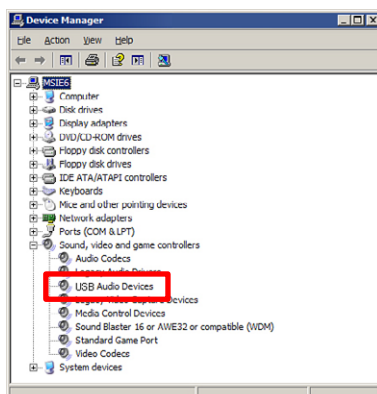 Device Manager
File Action View Help
MSIE6
Computer
Disk drives
Display adapters
DVD/CD-ROM drives
Floppy disk controllers
Floppy disk drives
IDE ATA/ATAPI controllers
Keyboards
Mice and other pointing devices
Network adapters
Ports (COM & LPT)
Sound, video and game controllers
Audio Codecs
Legacy Audio Drivers
USB Audio Devices
Legacy Video Capture Devices
Media Control Devices
Sound Blaster 16 or AWE32 or compatible (WDM)
Standard Game Port
Video Codecs
System devices